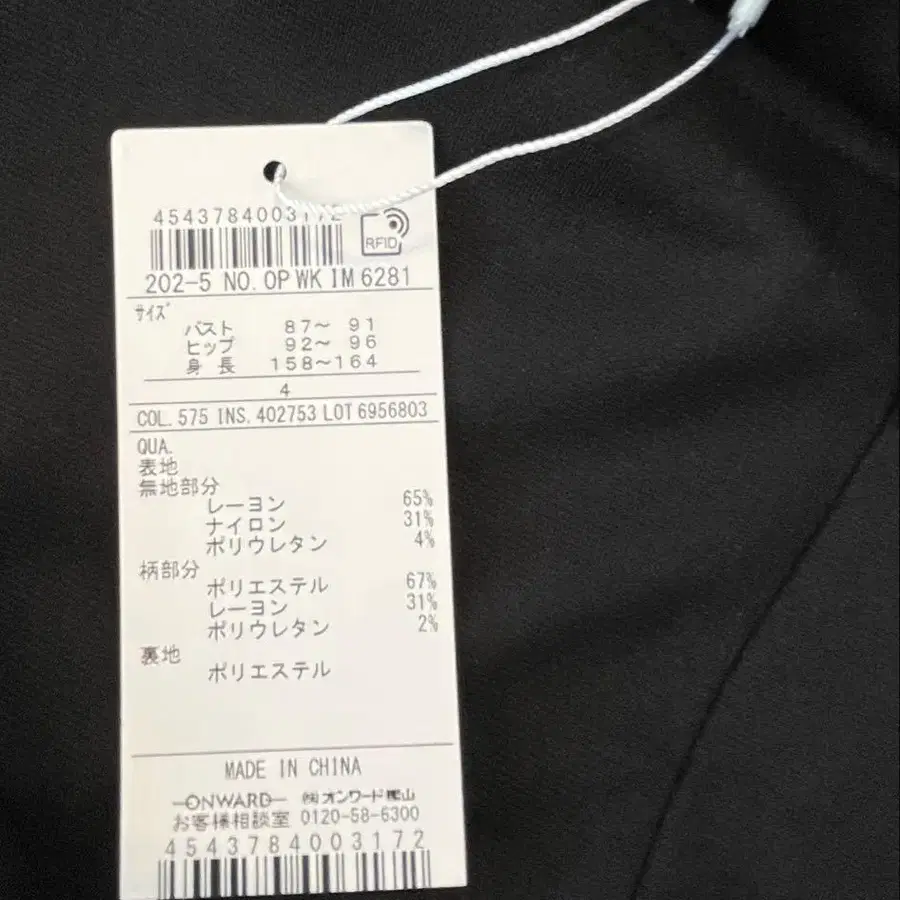 4543784003172
RFID
202-5 NO. OP WK IM 6281
サイズ
バスト 87～ 91
ヒップ 92～ 96
身 長 158～164
4
COL. 575 INS. 402753 LOT 6956803
QUA.
表地
無地部分
レーヨン 65%
ナイロン 31%
ポリウレタン 4%
柄部分
ポリエステル 67%
レーヨン 31%
ポリウレタン 2%
裏地
ポリエステル
MADE IN CHINA
ONWARD ㈱オンワード樫山
お客様相談室 0120-58-6300
4543784003172